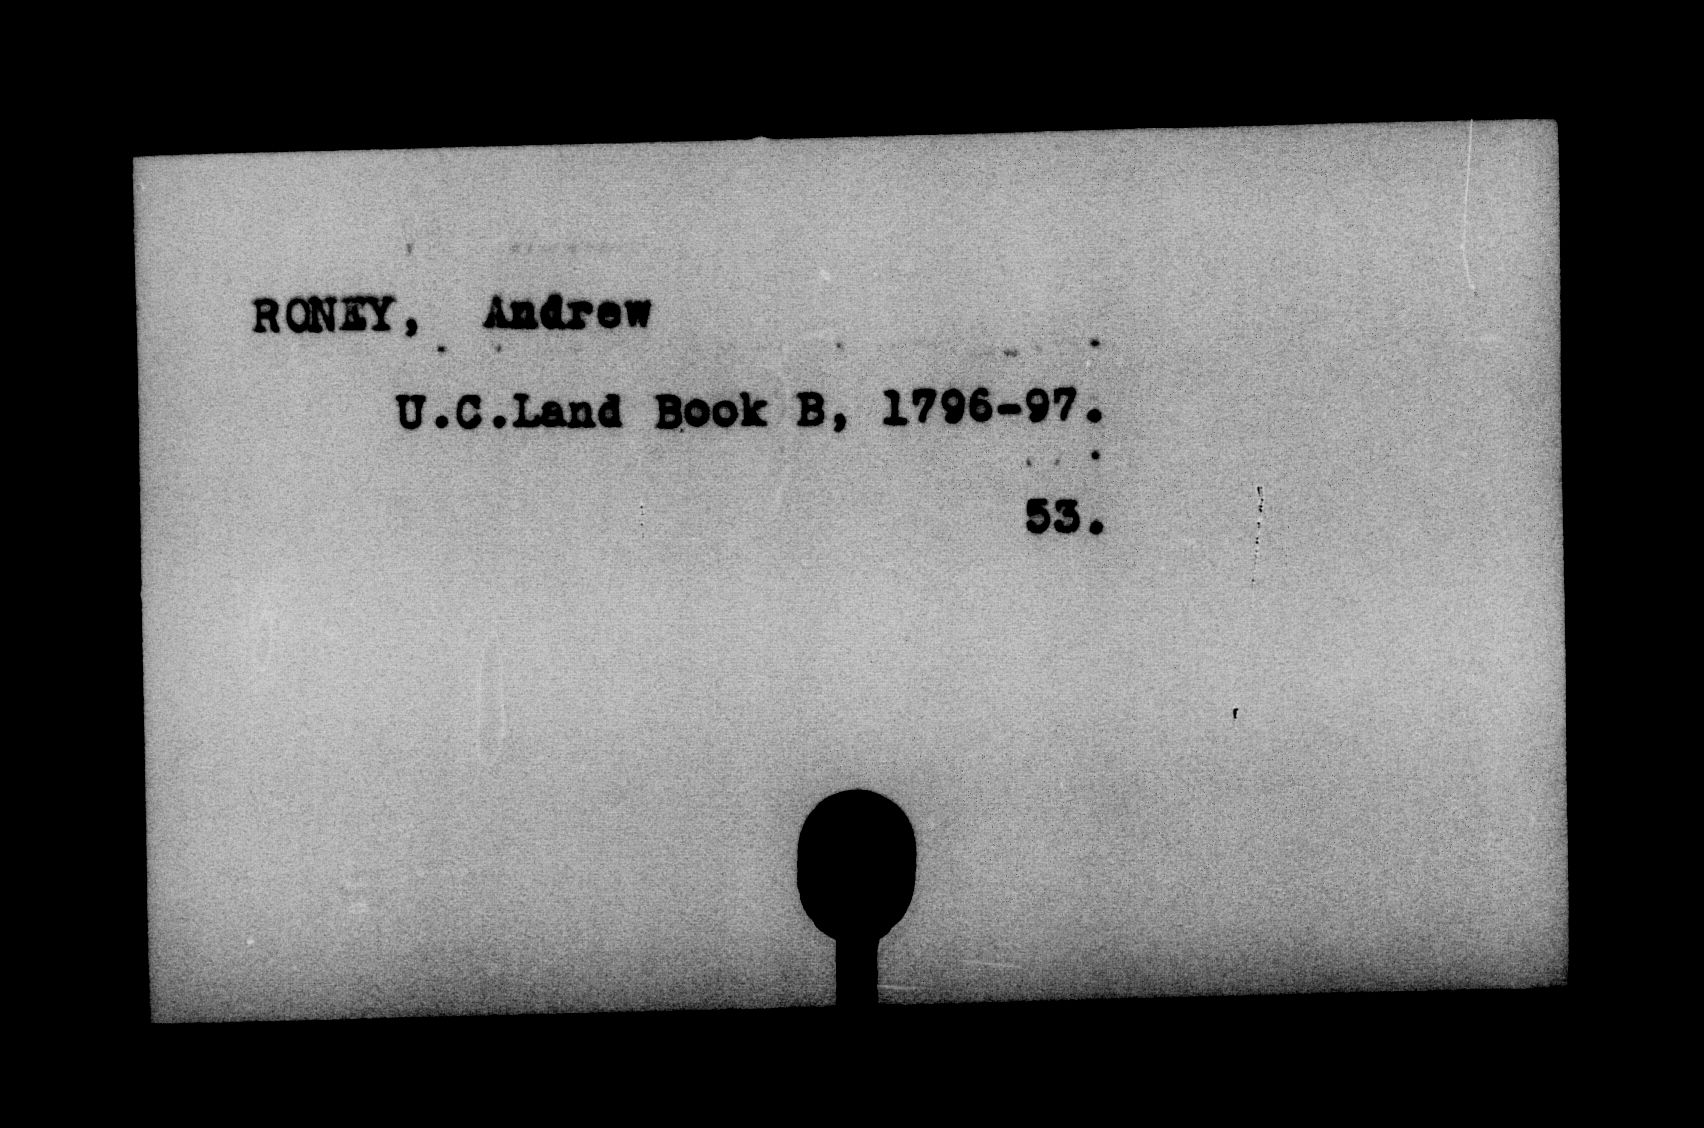 RONEY, Andrew
U.C.Land Book B, 1796-97.
53.